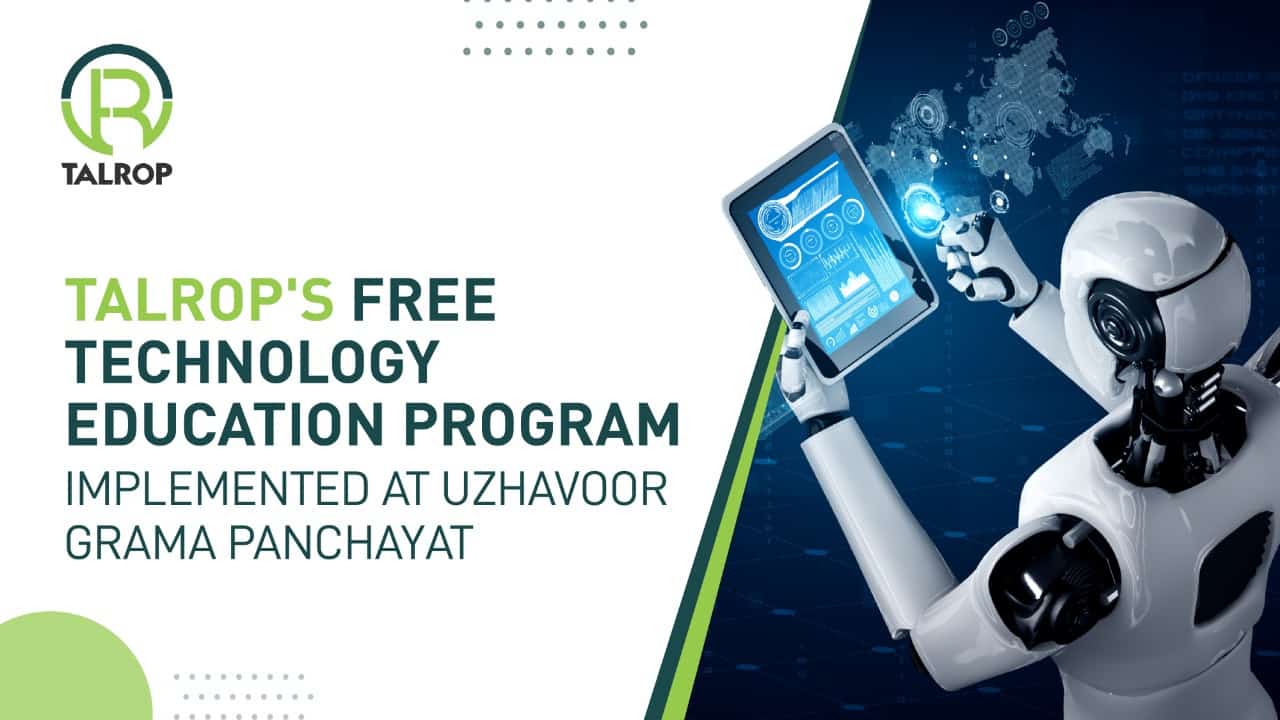 TALROP
TALROP'S FREE
TECHNOLOGY
EDUCATION PROGRAM
IMPLEMENTED AT UZHAVOOR
GRAMA PANCHAYAT